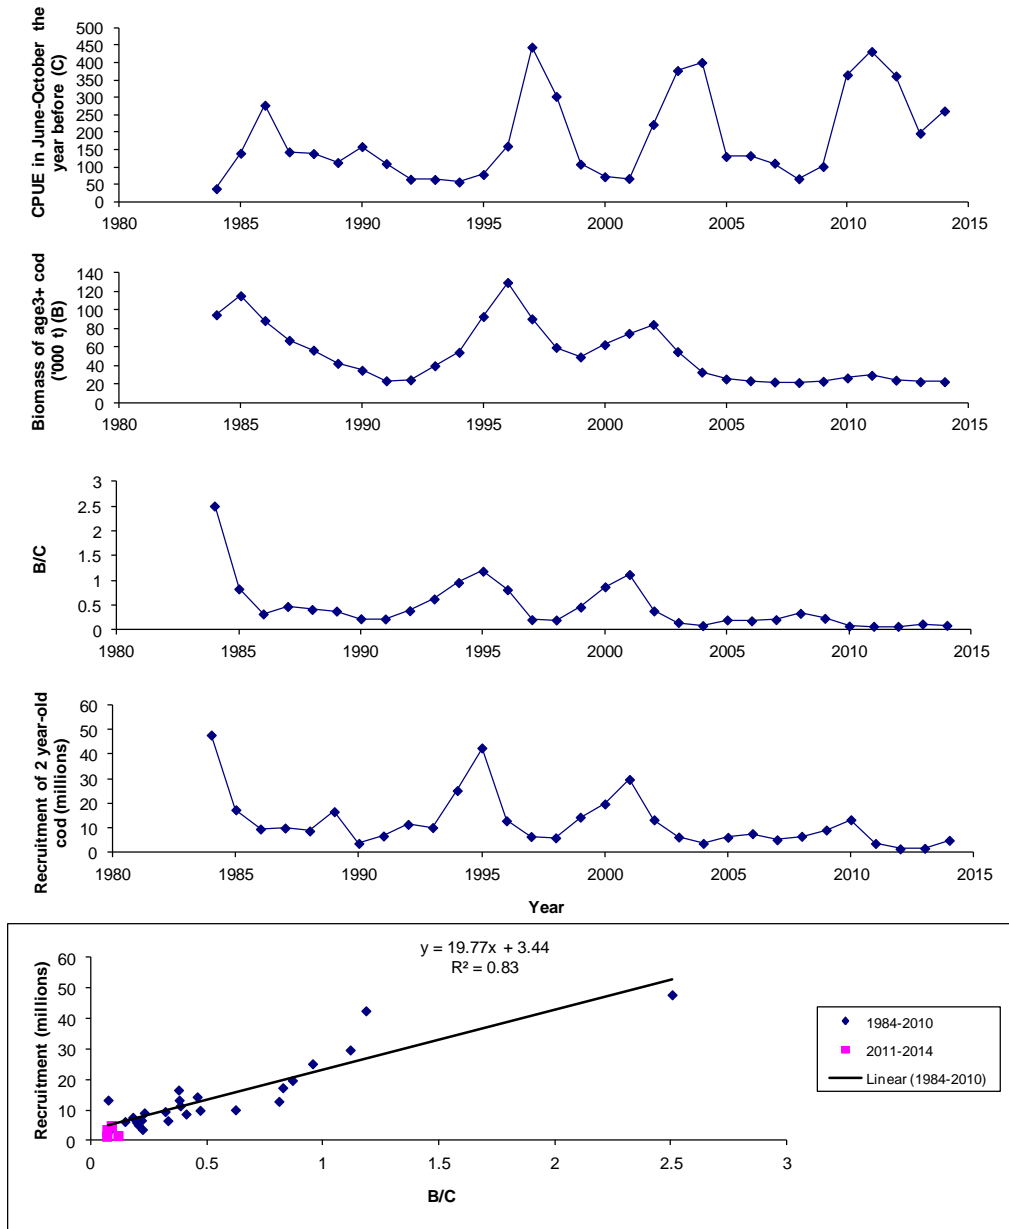 CPUE in June-October the
year before (C)
500
450
400
350
300
250
200
150
100
50
0
1980 1985 1990 1995 2000 2005 2010 2015
Biomass of age3+ cod
('000 t) (B)
140
120
100
80
60
40
20
0
1980 1985 1990 1995 2000 2005 2010 2015
B/C
3
2.5
2
1.5
1
0.5
0
1980 1985 1990 1995 2000 2005 2010 2015
Recruitment of 2 year-old
cod (millions)
60
50
40
30
20
10
0
1980 1985 1990 1995 2000 2005 2010 2015
Year
Recruitment (millions)
y = 19.77x + 3.44
R² = 0.83
60
50
40
30
20
10
0
0 0.5 1 1.5 2 2.5 3
B/C
1984-2010
2011-2014
Linear (1984-2010)